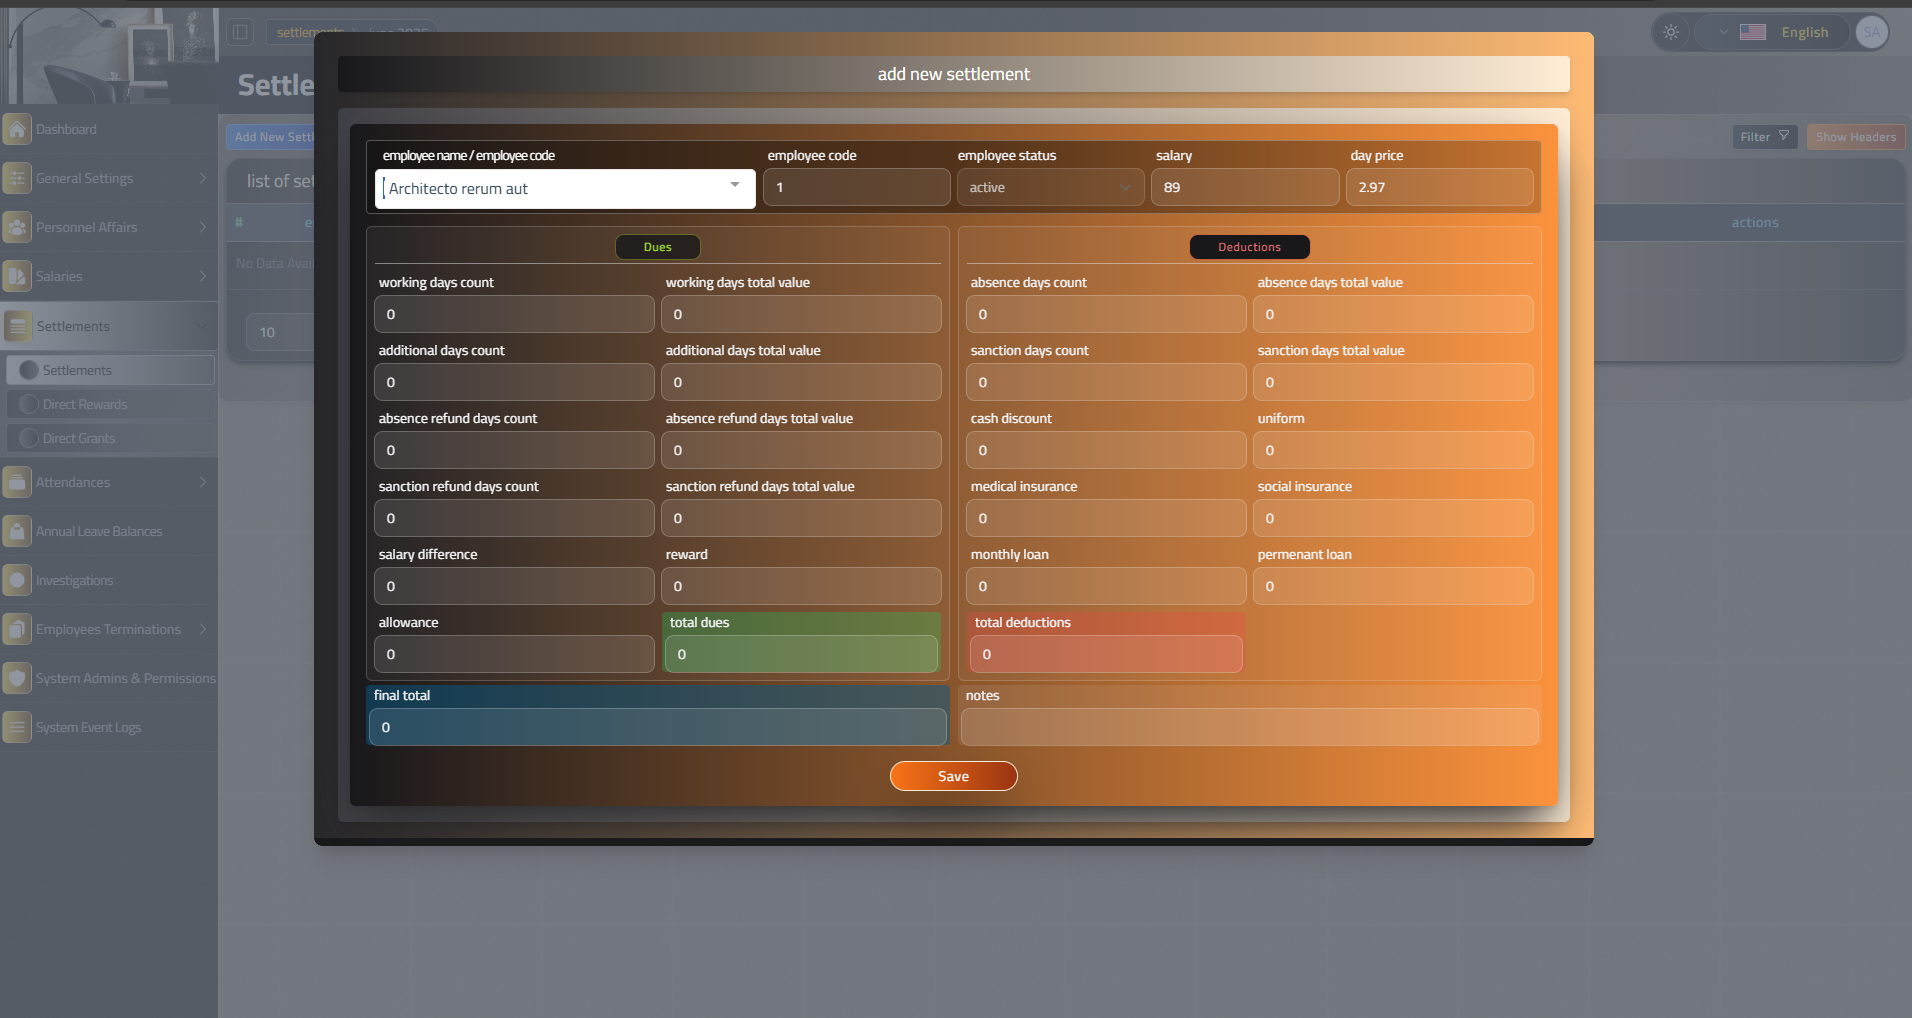 settlements
June 2025
English
SA
add new settlement
Settle
Dashboard
General Settings
Personnel Affairs
Salaries
Settlements
Settlements
Direct Rewards
Direct Grants
Attendances
Annual Leave Balances
Investigations
Employees Terminations
System Admins & Permissions
System Event Logs
Add New Settl
Filter
Show Headers
list of set
#
e
actions
No Data Avai
10
employee name / employee code
employee code
employee status
salary
day price
Architecto rerum aut
1
active
89
2.97
Dues
working days count
working days total value
0
0
additional days count
additional days total value
0
0
absence refund days count
absence refund days total value
0
0
sanction refund days count
sanction refund days total value
0
0
salary difference
reward
0
0
allowance
total dues
0
0
Deductions
absence days count
absence days total value
0
0
sanction days count
sanction days total value
0
0
cash discount
uniform
0
0
medical insurance
social insurance
0
0
monthly loan
permenant loan
0
0
total deductions
0
final total
0
notes
Save